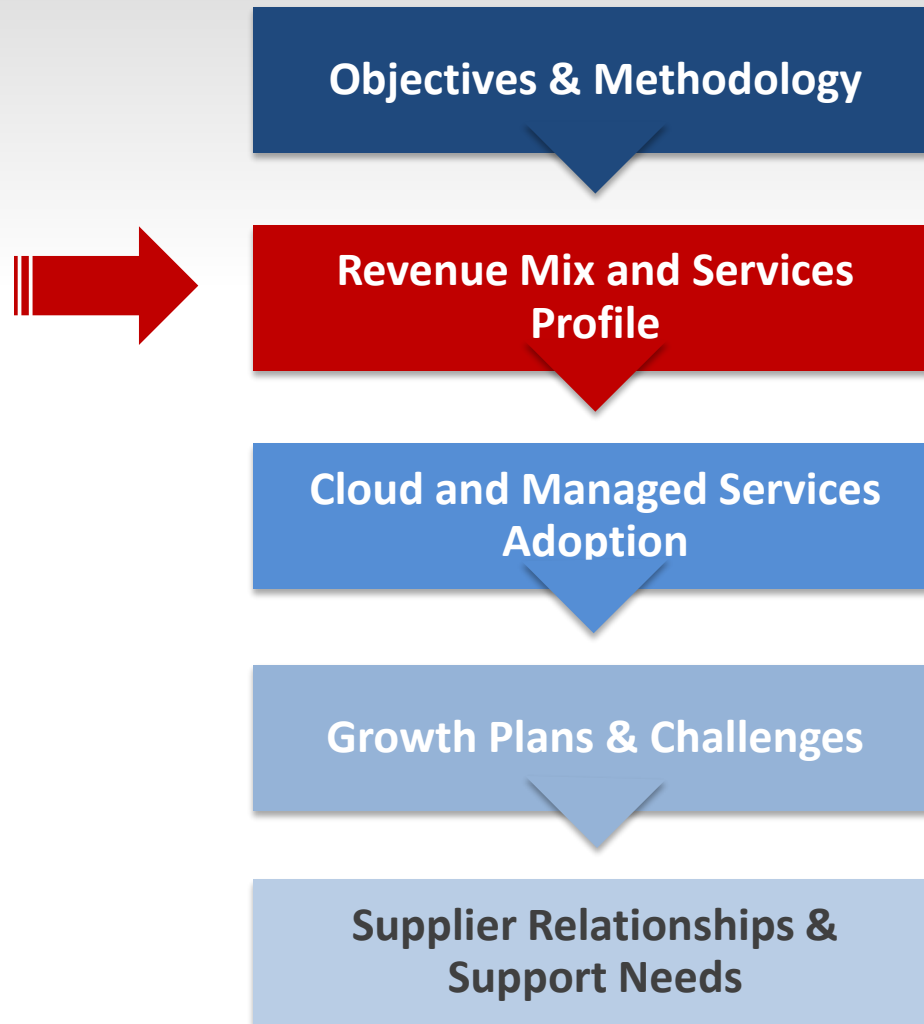 Objectives & Methodology
Revenue Mix and Services
Profile
Cloud and Managed Services
Adoption
Growth Plans & Challenges
Supplier Relationships &
Support Needs